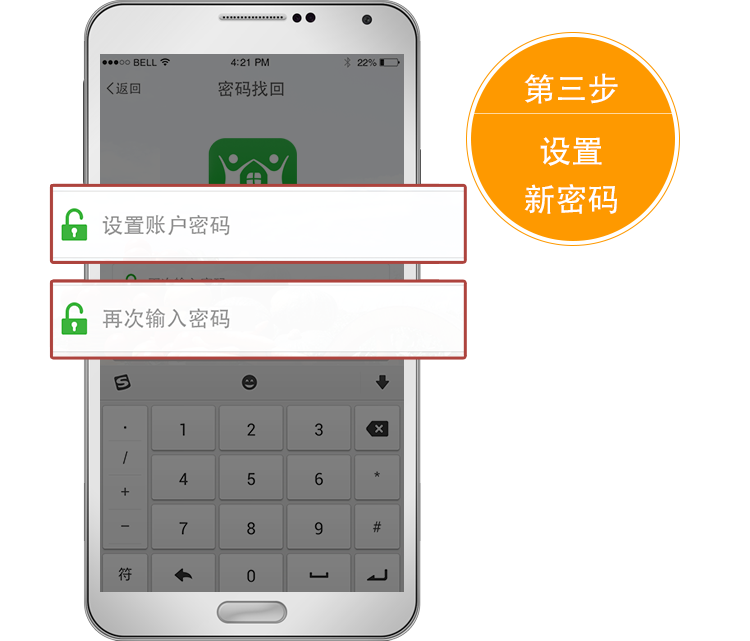 BELL 4:21 PM 22%
返回 密码找回
第三步
设置
新密码
设置账户密码
再次输入密码
· 1 2 3
/ 4 5 6 *
+
- 7 8 9 #
符 0